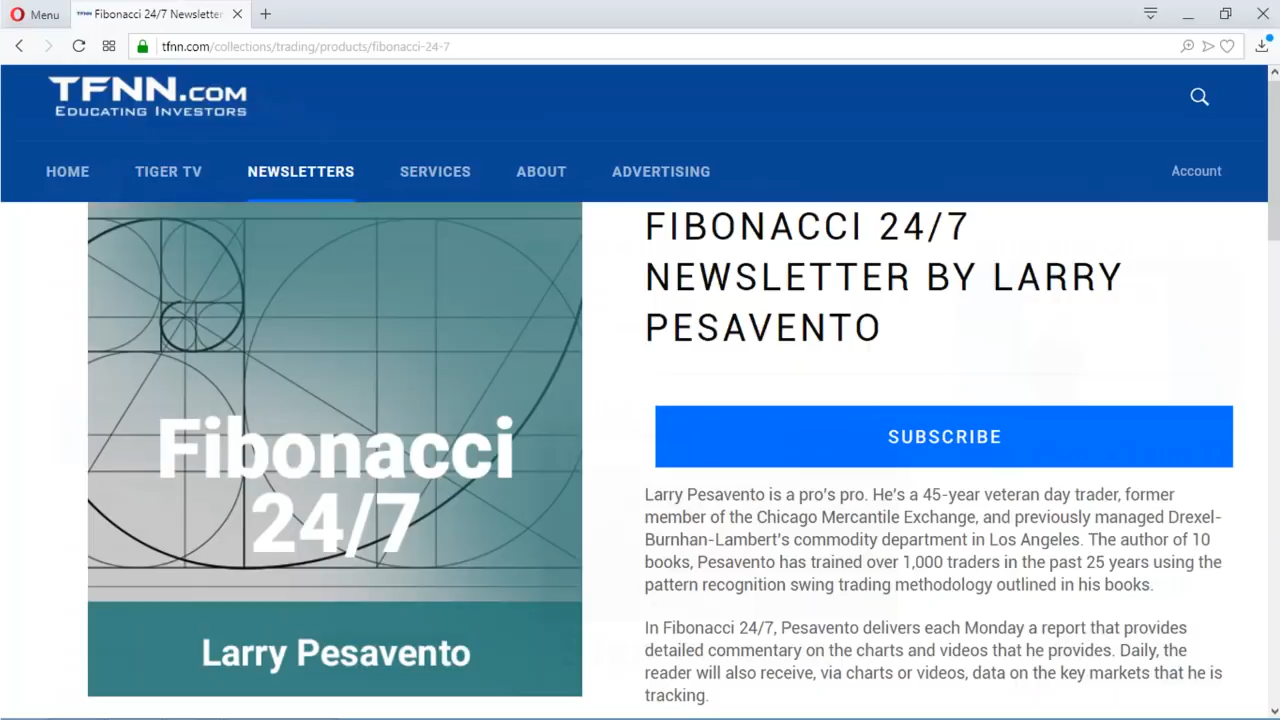 Menu
Fibonacci 24/7 Newsletter
tfnn.com/collections/trading/products/fibonacci-24-7
TFNN.COM
EDUCATING INVESTORS
HOME TIGER TV NEWSLETTERS SERVICES ABOUT ADVERTISING Account
FIBONACCI 24/7
NEWSLETTER BY LARRY
PESAVENTO
Fibonacci
24/7
Larry Pesavento
SUBSCRIBE
Larry Pesavento is a pro's pro. He's a 45-year veteran day trader, former
member of the Chicago Mercantile Exchange, and previously managed Drexel-
Burnhan-Lambert's commodity department in Los Angeles. The author of 10
books, Pesavento has trained over 1,000 traders in the past 25 years using the
pattern recognition swing trading methodology outlined in his books.
In Fibonacci 24/7, Pesavento delivers each Monday a report that provides
detailed commentary on the charts and videos that he provides. Daily, the
reader will also receive, via charts or videos, data on the key markets that he is
tracking.